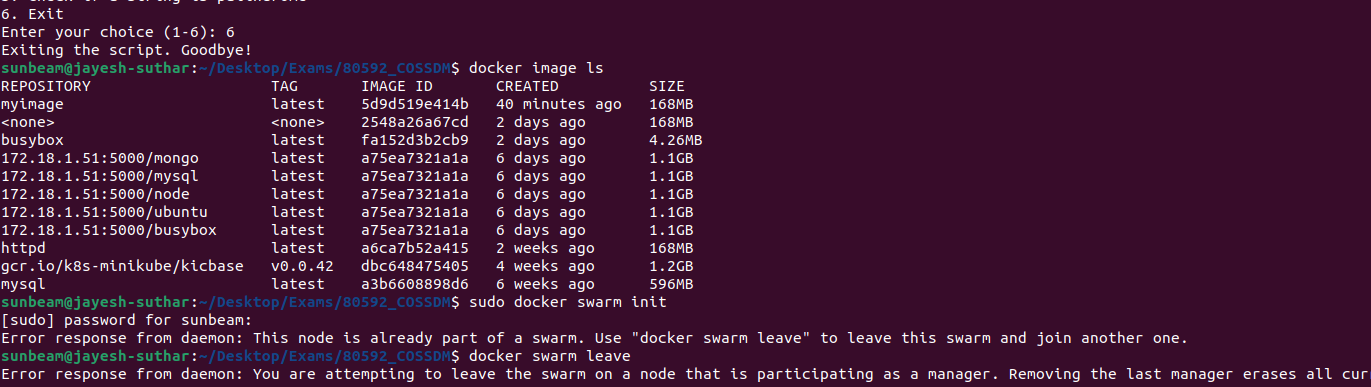 6. Exit
Enter your choice (1-6): 6
Exiting the script. Goodbye!
sunbeam@jayesh-suthar:~/Desktop/Exams/80592_COSSDM$ docker image ls
REPOSITORY TAG IMAGE ID CREATED SIZE
myimage latest 5d9d519e414b 40 minutes ago 168MB
<none> <none> 2548a26a67cd 2 days ago 168MB
busybox latest fa152d3b2cb9 2 days ago 4.26MB
172.18.1.51:5000/mongo latest a75ea7321a1a 6 days ago 1.1GB
172.18.1.51:5000/mysql latest a75ea7321a1a 6 days ago 1.1GB
172.18.1.51:5000/node latest a75ea7321a1a 6 days ago 1.1GB
172.18.1.51:5000/ubuntu latest a75ea7321a1a 6 days ago 1.1GB
172.18.1.51:5000/busybox latest a75ea7321a1a 6 days ago 1.1GB
httpd latest a6ca7b52a415 2 weeks ago 168MB
gcr.io/k8s-minikube/kicbase v0.0.42 dbc648475405 4 weeks ago 1.2GB
mysql latest a3b6608898d6 6 weeks ago 596MB
sunbeam@jayesh-suthar:~/Desktop/Exams/80592_COSSDM$ sudo docker swarm init
[sudo] password for sunbeam:
Error response from daemon: This node is already part of a swarm. Use "docker swarm leave" to leave this swarm and join another one.
sunbeam@jayesh-suthar:~/Desktop/Exams/80592_COSSDM$ docker swarm leave
Error response from daemon: You are attempting to leave the swarm on a node that is participating as a manager. Removing the last manager erases all cur